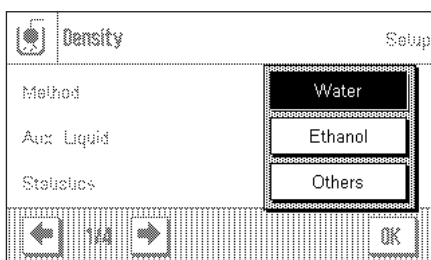 Density Setup
Method Water
Aux Liquid Ethanol
Statistics Others
1/4 OK